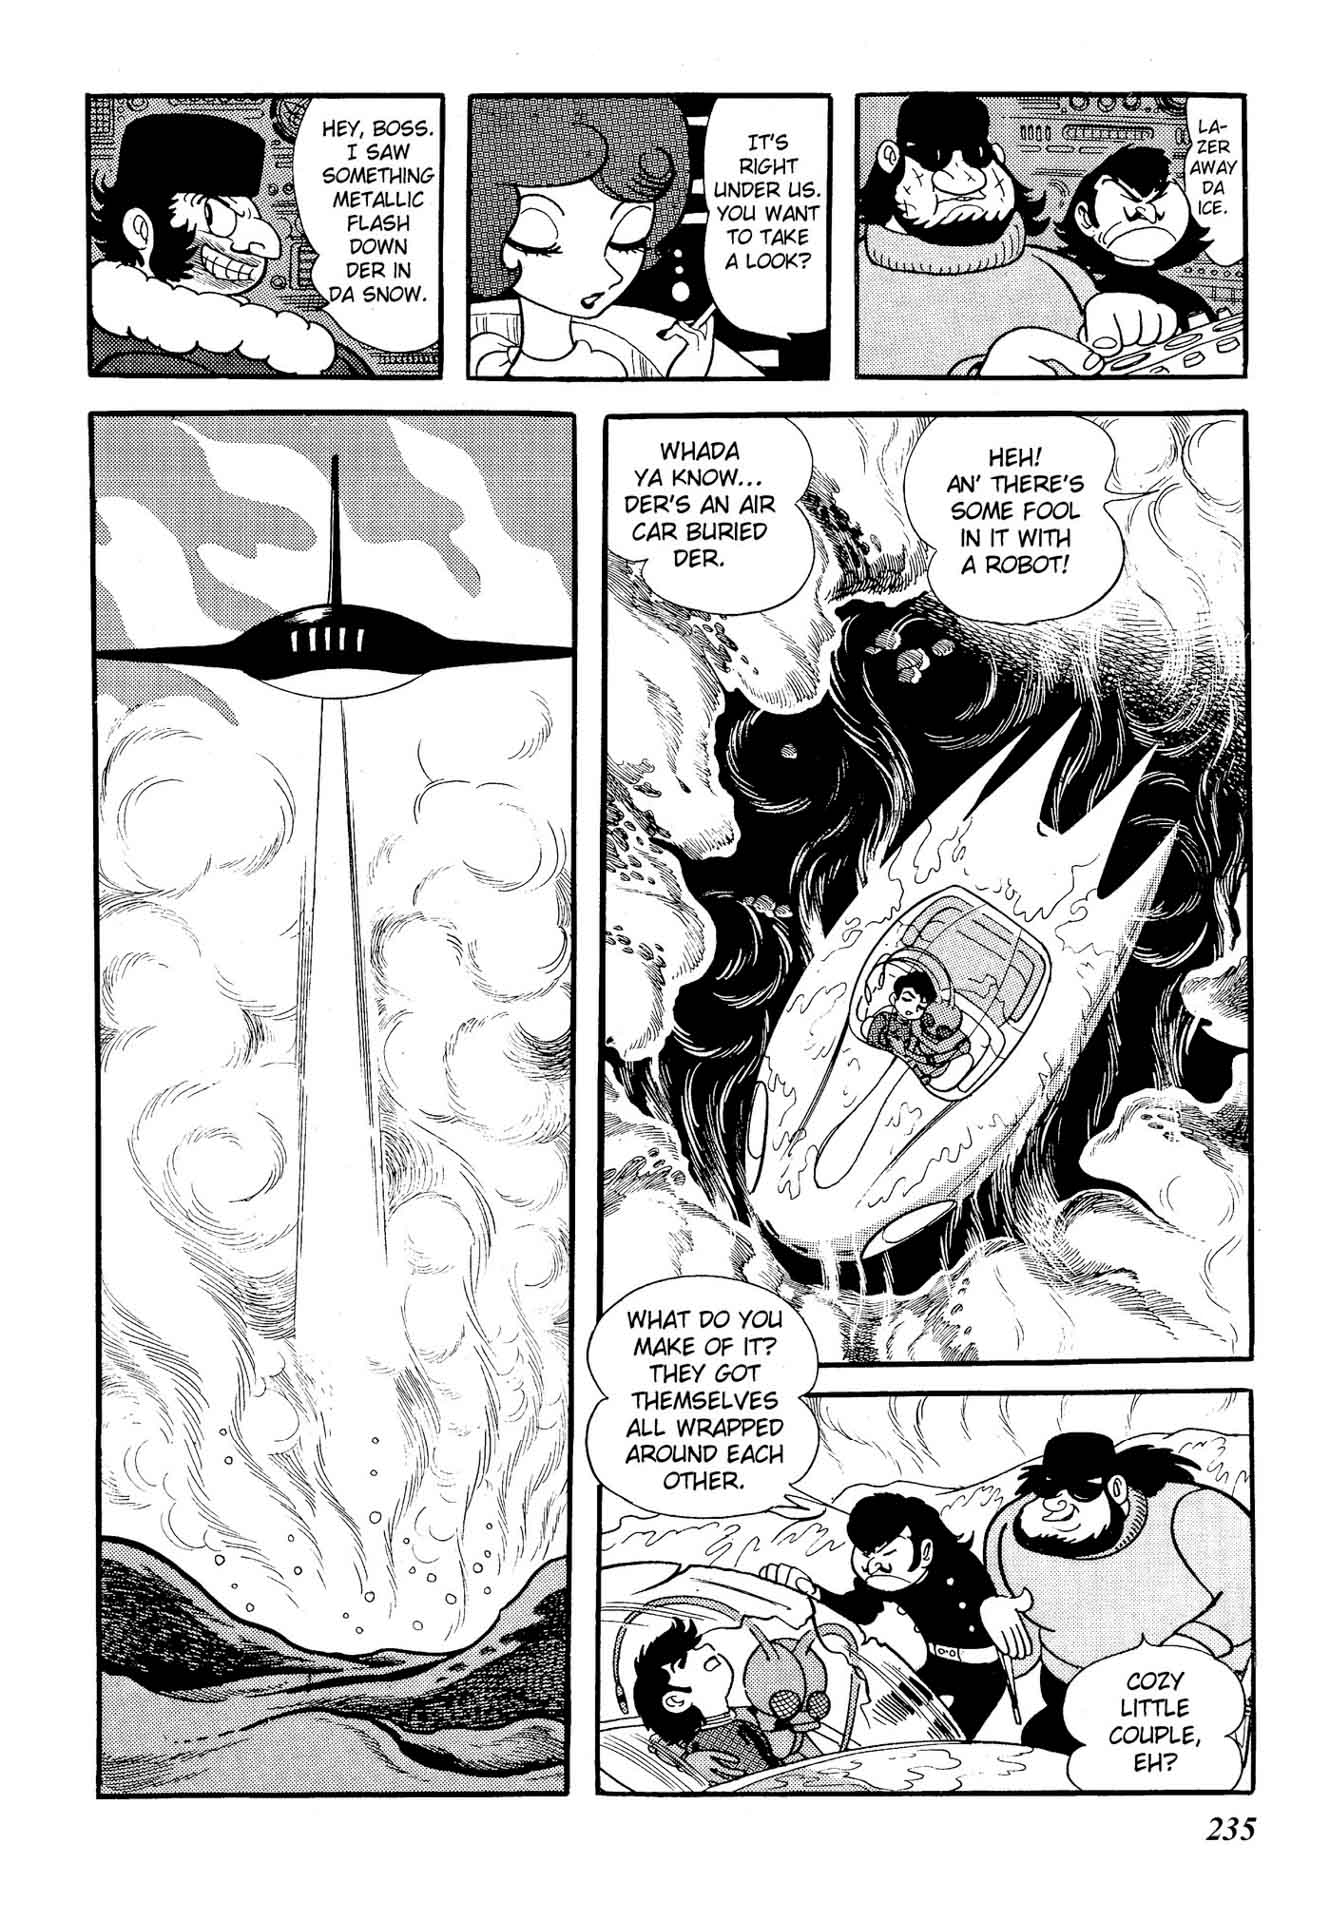 HEY, BOSS.
I SAW
SOMETHING
METALLIC
FLASH
DOWN
DER IN
DA SNOW.
IT'S
RIGHT
UNDER US.
YOU WANT
TO TAKE
A LOOK?
LA-
ZER
AWAY
DA
ICE.
WHADA
YA KNOW...
DER'S AN AIR
CAR BURIED
DER.
HEH!
AN' THERE'S
SOME FOOL
IN IT WITH
A ROBOT!
WHAT DO YOU
MAKE OF IT?
THEY GOT
THEMSELVES
ALL WRAPPED
AROUND EACH
OTHER.
COZY
LITTLE
COUPLE,
EH?
235